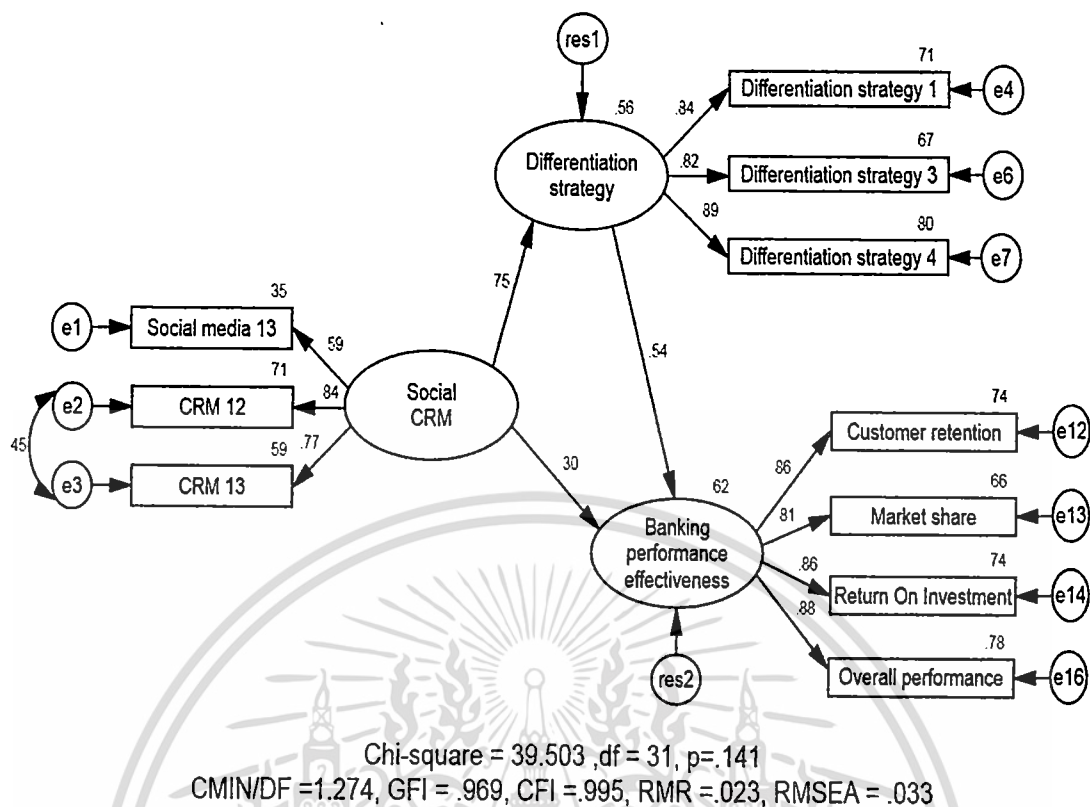 res1
.56
Differentiation
strategy
71
.84
Differentiation strategy 1
e4
67
.82
Differentiation strategy 3
e6
80
89
Differentiation strategy 4
e7
75
.54
35
e1
Social media 13
59
71
e2
CRM 12
84
45
59
e3
CRM 13
.77
Social
CRM
30
62
Banking
performance
effectiveness
res2
74
86
Customer retention
e12
66
81
Market share
e13
74
.86
Return On Investment
e14
.78
.88
Overall performance
e16
Chi-square = 39.503 ,df = 31, p=.141
CMIN/DF =1.274, GFI = .969, CFI =.995, RMR =.023, RMSEA = .033